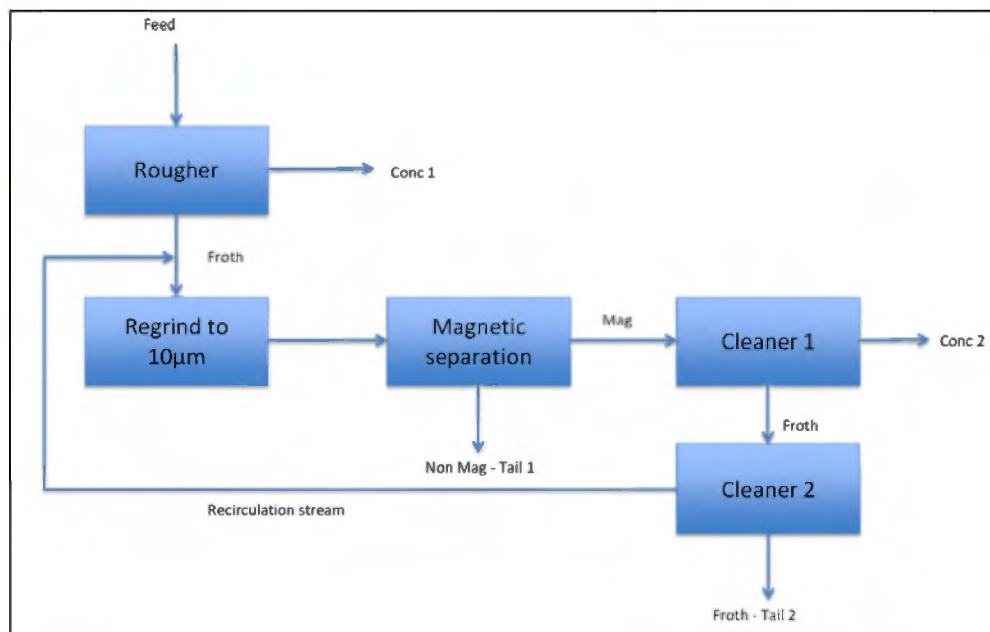 Feed
Rougher
Conc 1
Froth
Regrind to
10µm
Magnetic
separation
Mag
Cleaner 1
Conc 2
Froth
Non Mag - Tail 1
Cleaner 2
Recirculation stream
Froth - Tail 2